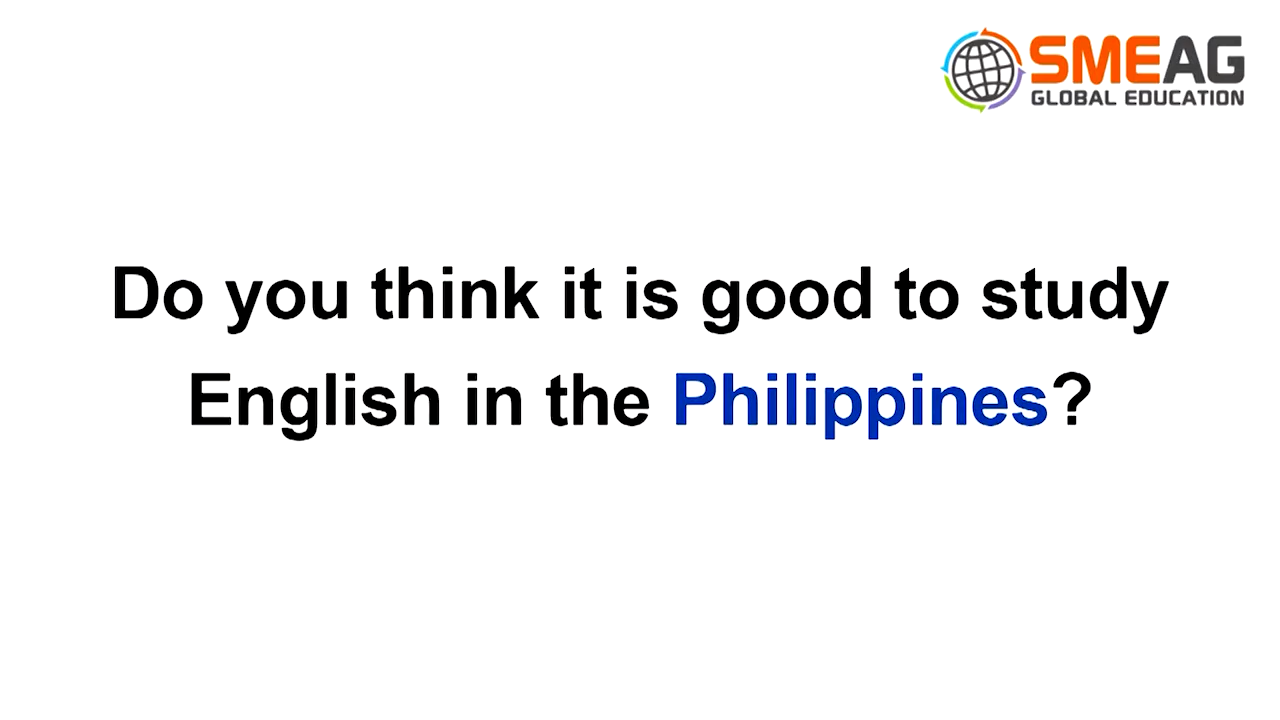 SMEAG
GLOBAL EDUCATION
Do you think it is good to study
English in the Philippines?